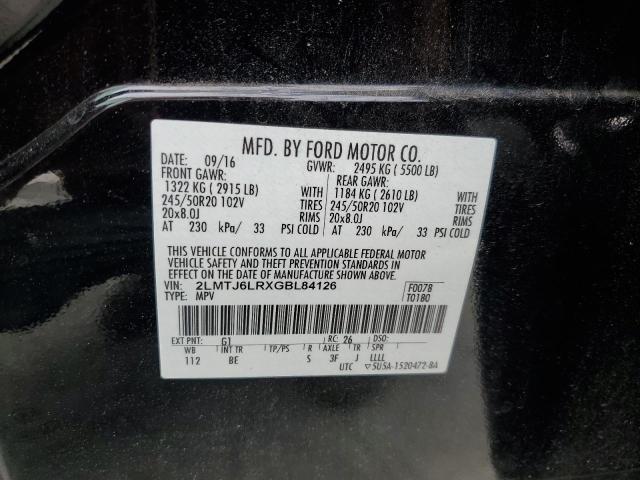 MFD. BY FORD MOTOR CO.
DATE: 09/16 GVWR: 2495 KG ( 5500 LB)
FRONT GAWR: REAR GAWR:
1322 KG ( 2915 LB) WITH 1184 KG ( 2610 LB) WITH
245/50R20 102V TIRES 245/50R20 102V TIRES
20x8.0J RIMS 20x8.0J RIMS
AT 230 kPa/ 33 PSI COLD AT 230 kPa/ 33 PSI COLD
THIS VEHICLE CONFORMS TO ALL APPLICABLE FEDERAL MOTOR
VEHICLE SAFETY AND THEFT PREVENTION STANDARDS IN
EFFECT ON THE DATE OF MANUFACTURE SHOWN ABOVE.
VIN: 2LMTJ6LRXGBL84126 F0078
TYPE: MPV T0180
EXT PNT: G1 RC: 26 DSO:
WB INT TR TP/PS R AXLE TR SPR
112 BE S 3F J LLLL
UTC ▽5U5A-1520472-BA